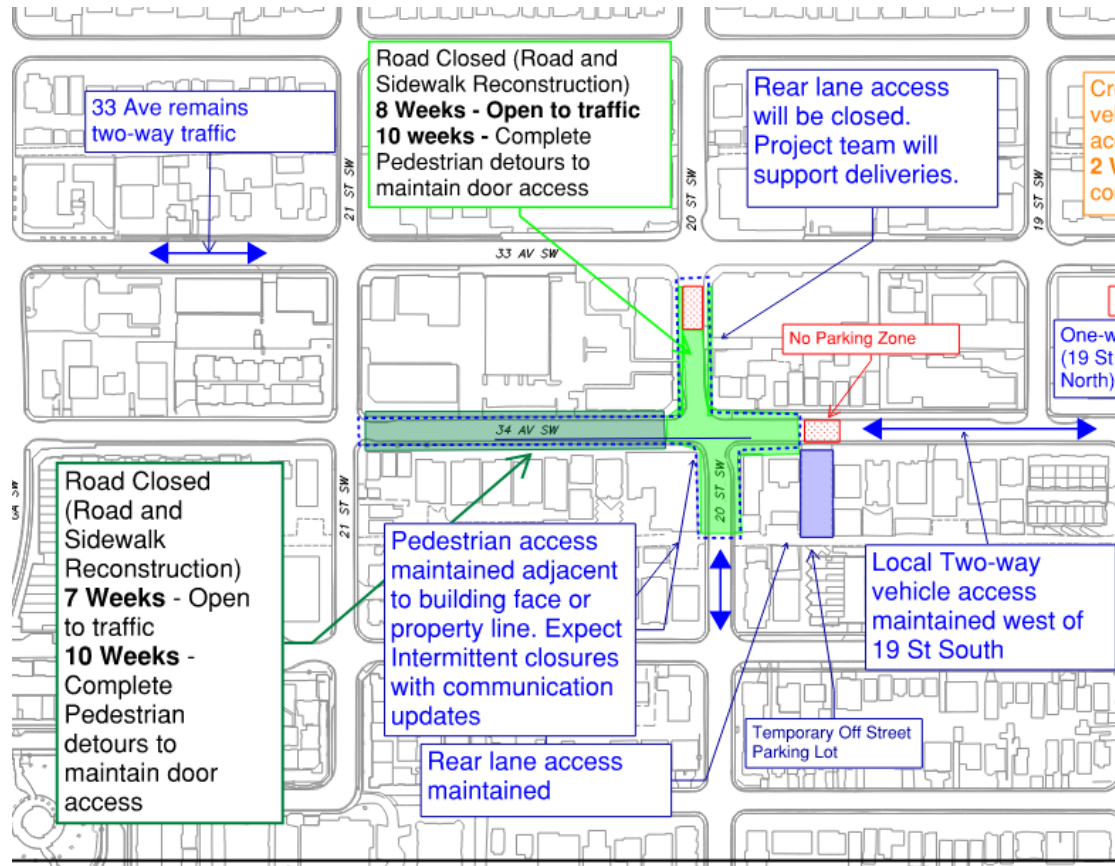 33 Ave remains
two-way traffic
Road Closed (Road and
Sidewalk Reconstruction)
8 Weeks - Open to traffic
10 weeks - Complete
Pedestrian detours to
maintain door access
Rear lane access
will be closed.
Project team will
support deliveries.
2
21 ST SW
20 ST SW
19 ST SW
33 AV SW
No Parking Zone
One-w
(19 St
North)
34 AV SW
Road Closed
(Road and
Sidewalk
Reconstruction)
7 Weeks - Open
to traffic
10 Weeks -
Complete
Pedestrian
detours to
maintain door
access
21 ST SW
20 ST SW
Pedestrian access
maintained adjacent
to building face or
property line. Expect
Intermittent closures
with communication
updates
Local Two-way
vehicle access
maintained west of
19 St South
Temporary Off Street
Parking Lot
Rear lane access
maintained